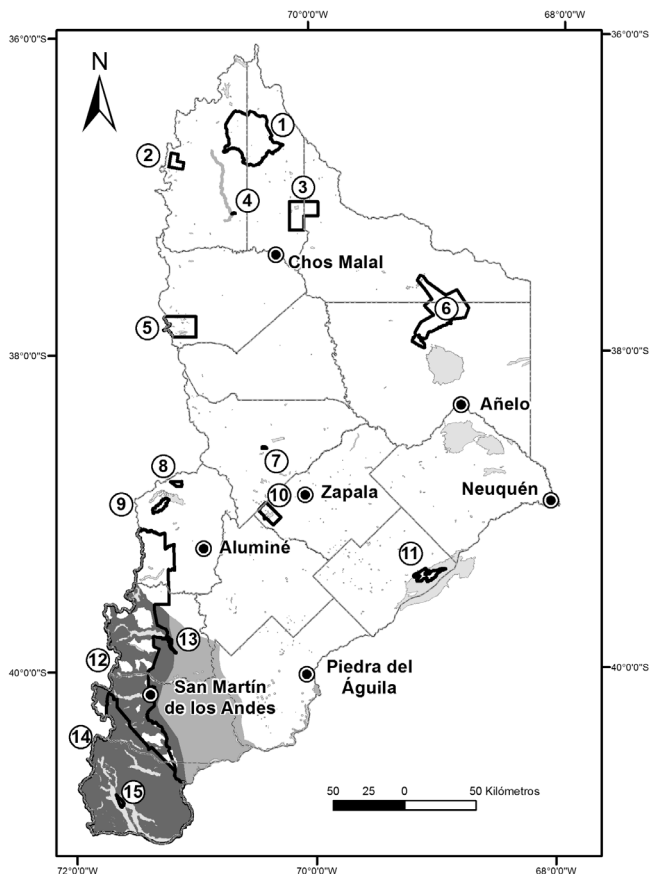 70°0'0"W
68°0'0"W
36°0'0"S
36°0'0"S
N
1
2
3
4
Chos Malal
5
6
38°0'0"S
38°0'0"S
Añelo
7
8
9
10
Zapala
Neuquén
Aluminé
11
13
12
40°0'0"S
40°0'0"S
Piedra del
Águila
San Martín
de los Andes
14
15
50
25
0
50 Kilómetros
72°0'0"W
70°0'0"W
68°0'0"W